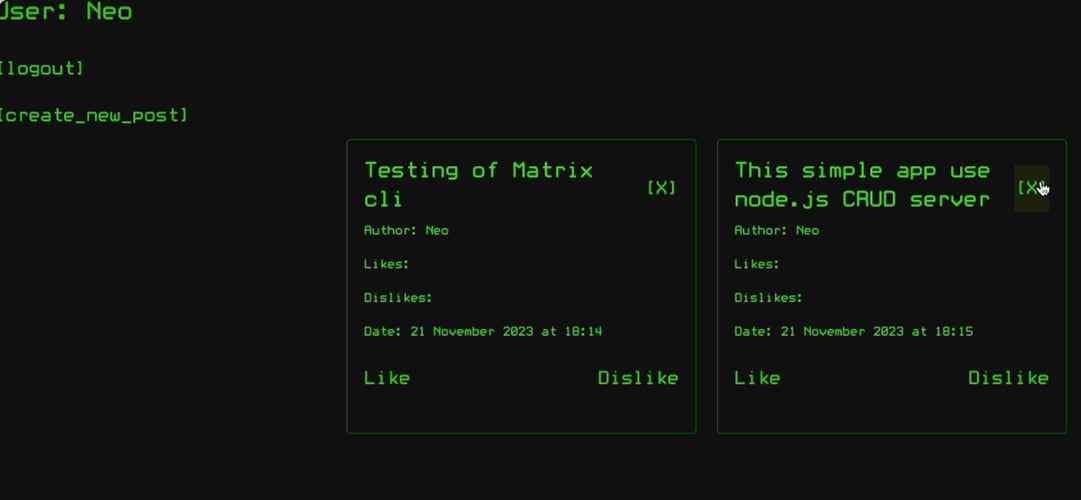 User: Neo
[logout]
[create_new_post]
Testing of Matrix
cli
[X]
Author: Neo
Likes:
Dislikes:
Date: 21 November 2023 at 18:14
Like
Dislike
This simple app use
node.js CRUD server
[X]
Author: Neo
Likes:
Dislikes:
Date: 21 November 2023 at 18:15
Like
Dislike